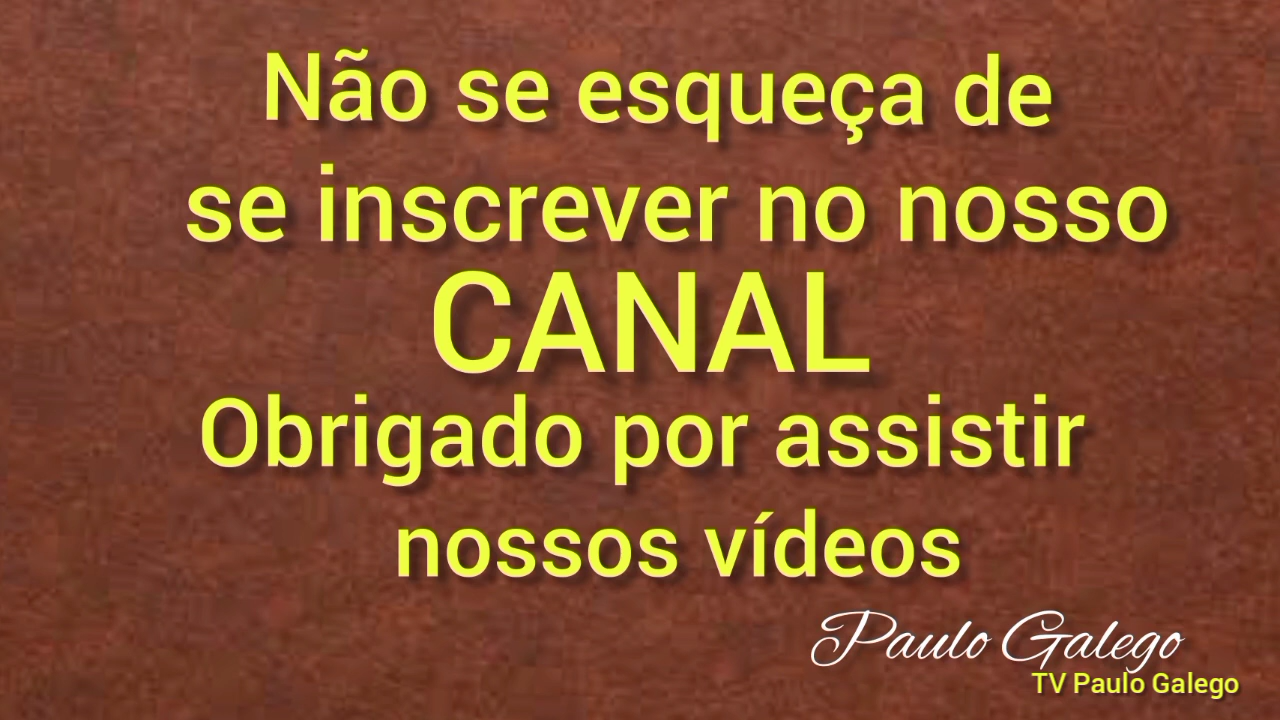 Não se esqueça de
se inscrever no nosso
CANAL
Obrigado por assistir
nossos vídeos
Paulo Galego
TV Paulo Galego